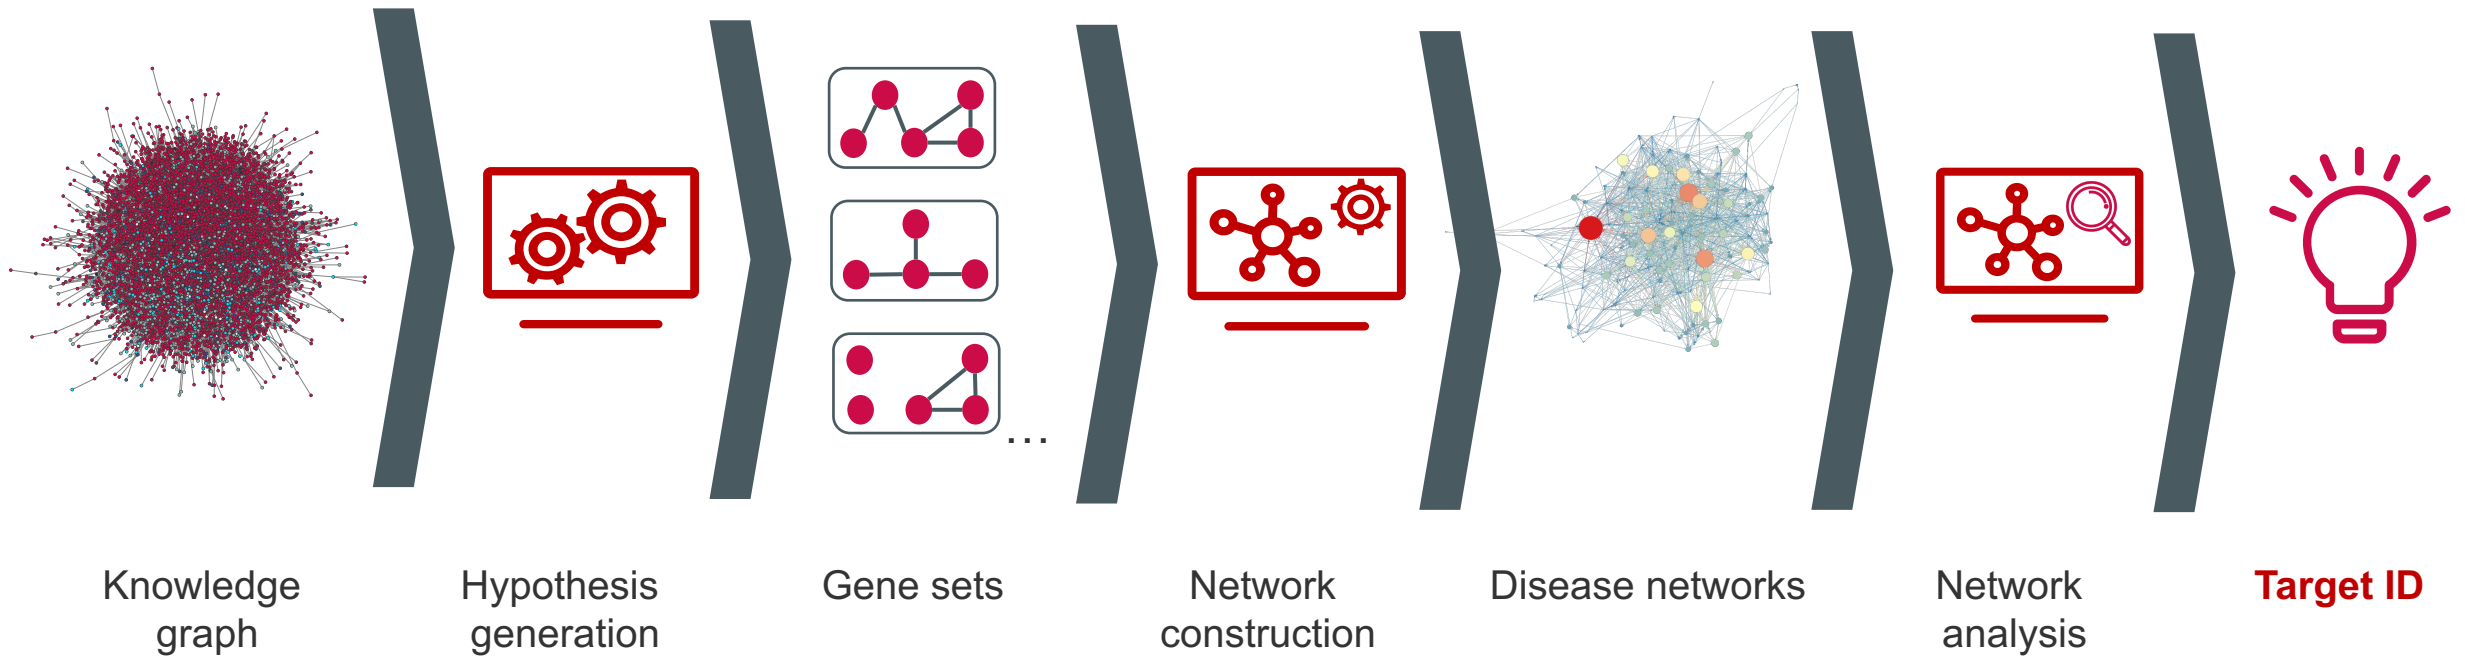 ...
Knowledge
graph
Hypothesis
generation
Gene sets
Network
construction
Disease networks
Network
analysis
Target ID